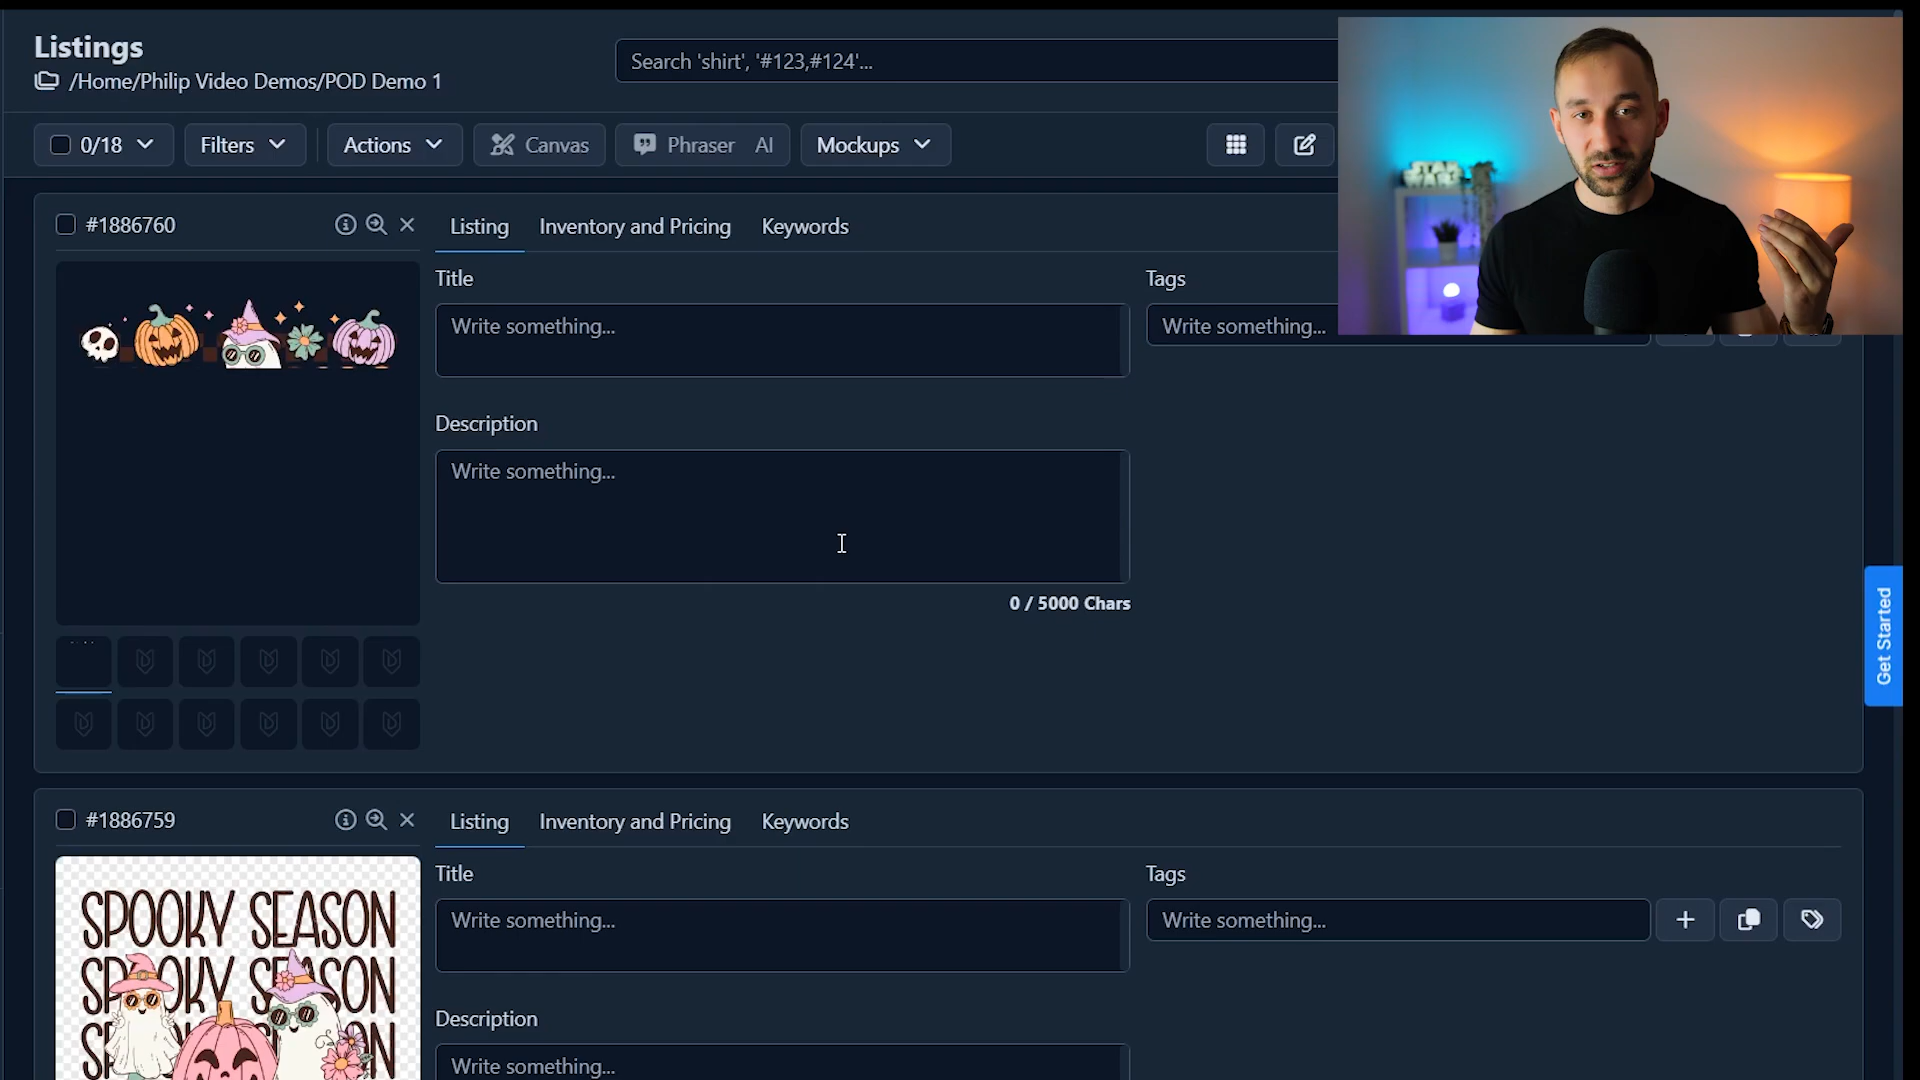 Listings
/Home/Philip Video Demos/POD Demo 1
Search 'shirt', '#123,#124'...
0/18
Filters
Actions
Canvas
Phraser AI
Mockups
#1886760
Listing
Inventory and Pricing
Keywords
Title
Write something...
Tags
Write something...
Description
Write something...
0 / 5000 Chars
Get Started
#1886759
Listing
Inventory and Pricing
Keywords
Title
Write something...
Tags
Write something...
Description
Write something...
SPOOKY SEASON
SPOOKY SEASON